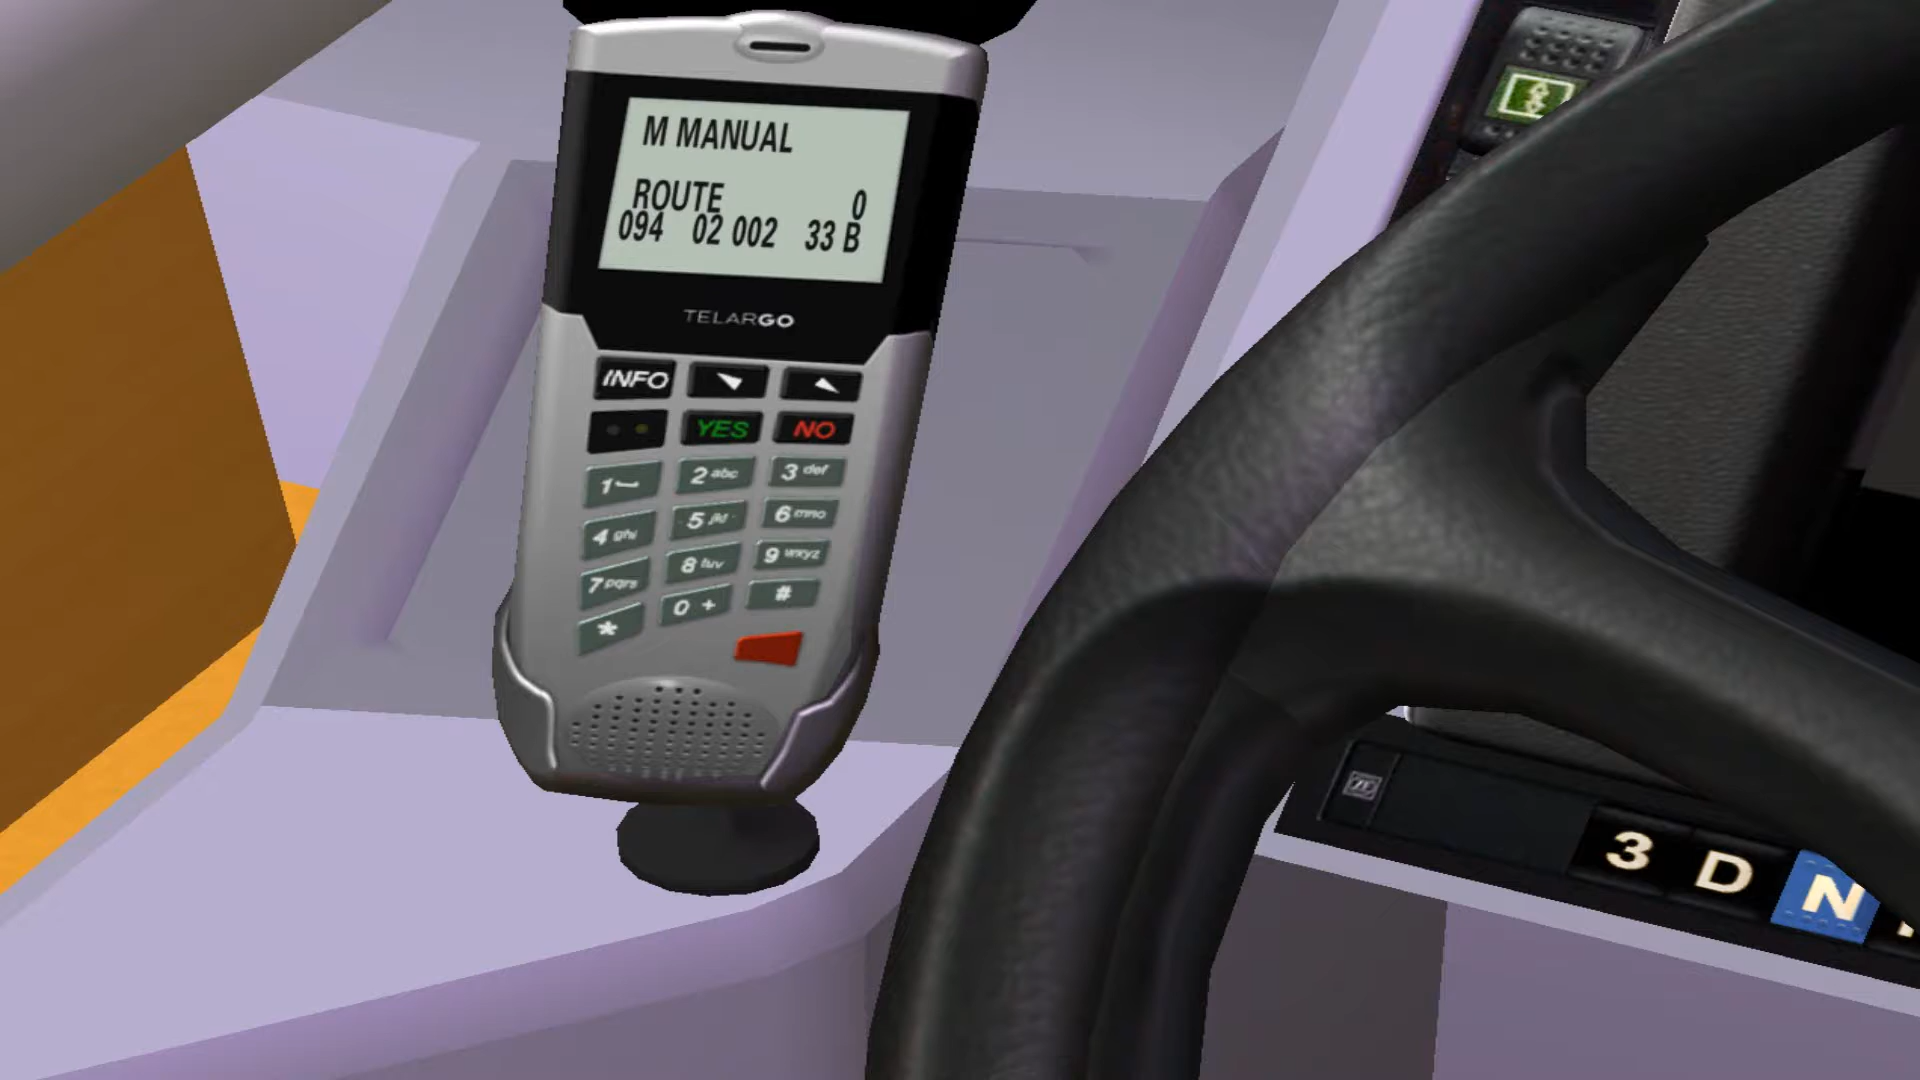 M MANUAL
ROUTE 0
094 02 002 33 B
TELARGO
INFO
YES NO
1 2 abc 3 def
4 ghi 5 jkl 6 mno
7 pqrs 8 tuv 9 wxyz
* 0 + #
ZF
3 D N